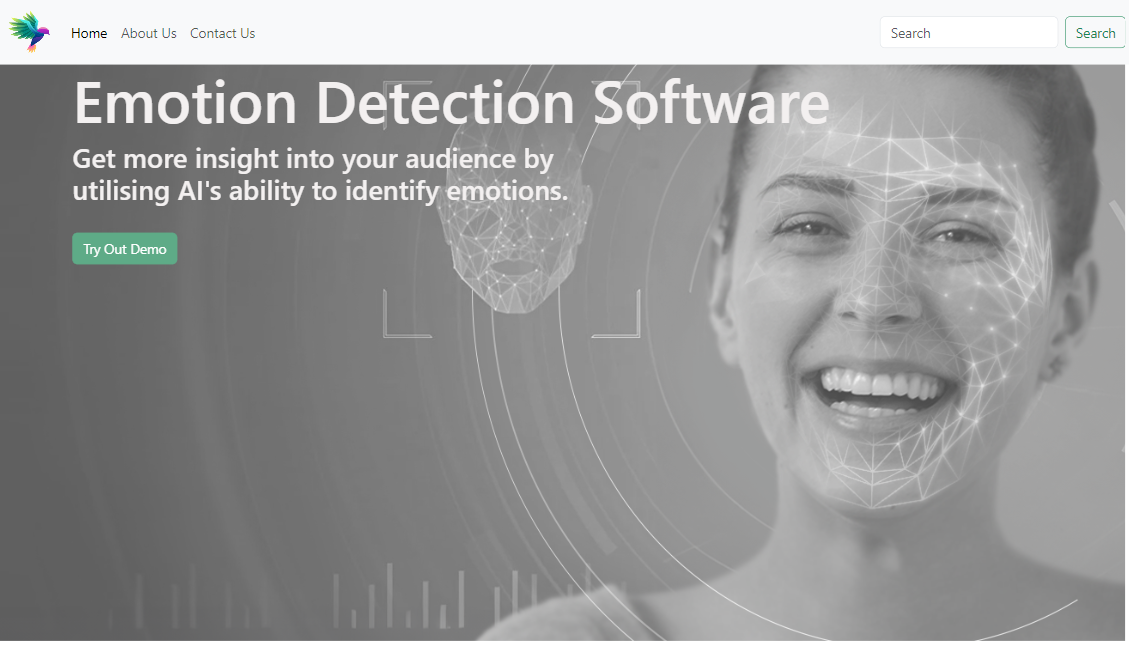 Home About Us Contact Us Search Search
Emotion Detection Software
Get more insight into your audience by
utilising AI's ability to identify emotions.
Try Out Demo